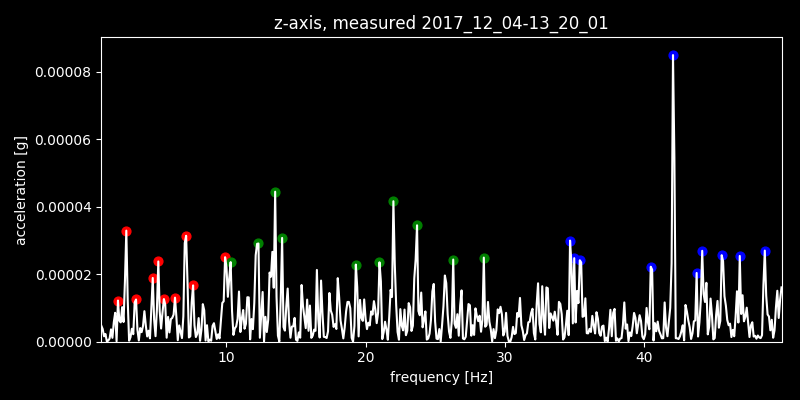 z-axis, measured 2017_12_04-13_20_01
0.00008
0.00006
0.00004
0.00002
0.00000
acceleration [g]
10 20 30 40
frequency [Hz]